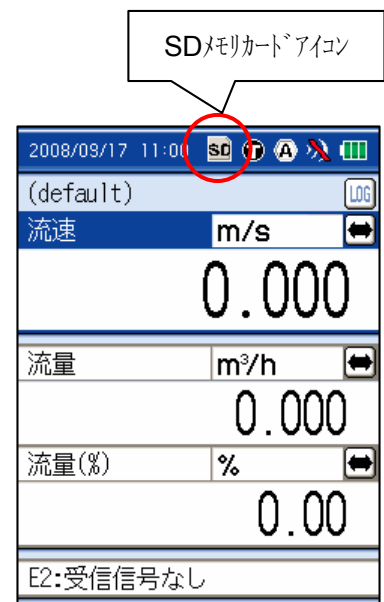 SDﾒﾓﾘｶｰﾄﾞｱｲｺﾝ
2008/09/17 11:00 SD T A
(default) LOG
流速 m/s
0.000
流量 m³/h
0.000
流量(%) %
0.00
E2:受信信号なし